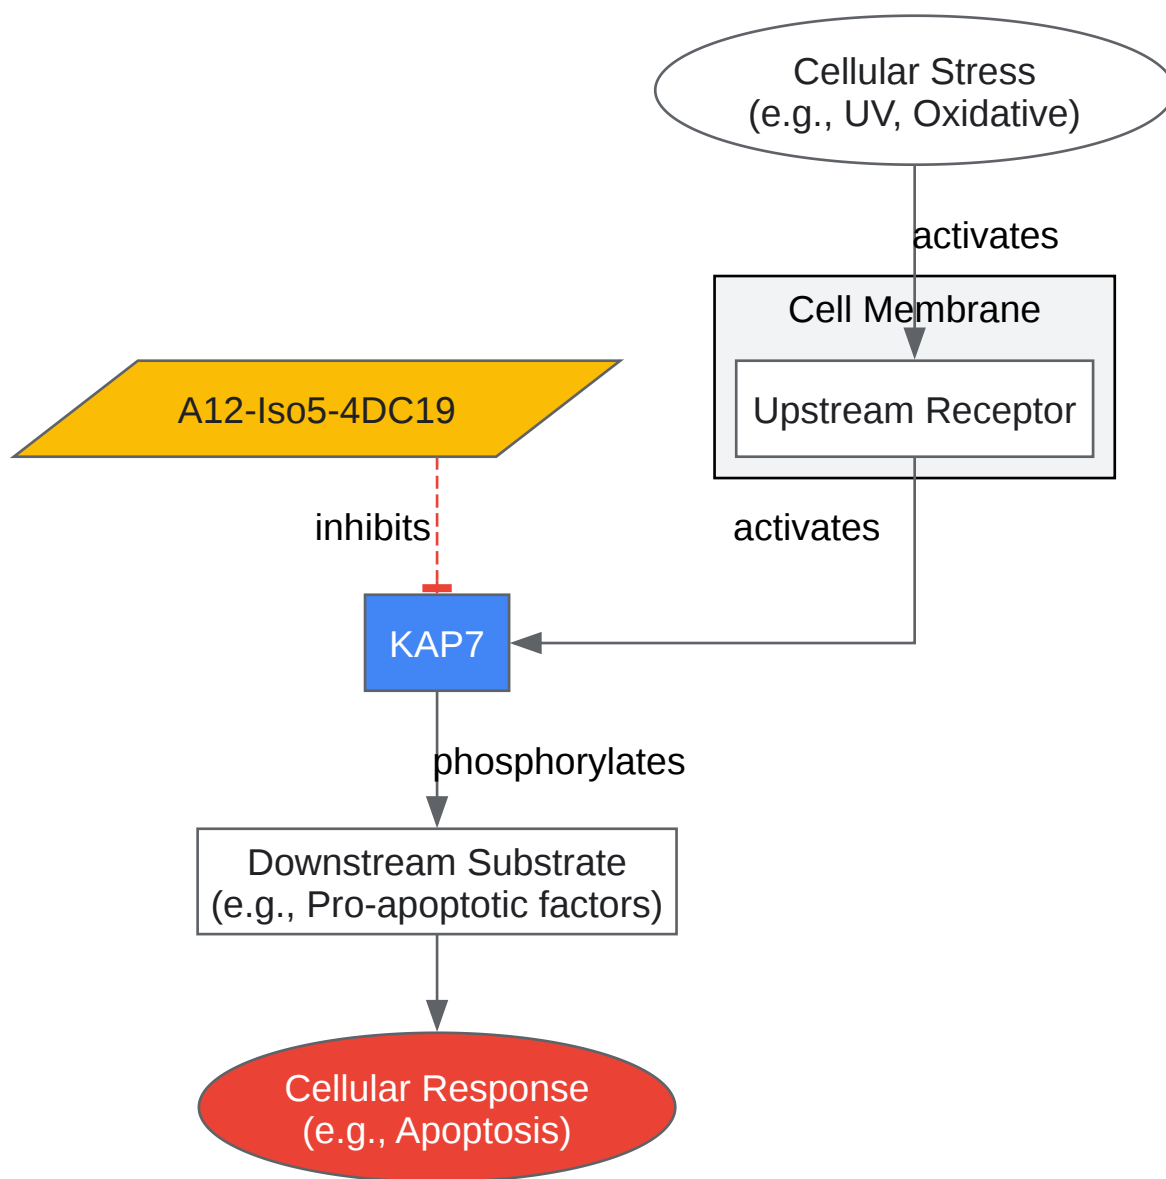 Cellular Stress
(e.g., UV, Oxidative)
activates
Cell Membrane
Upstream Receptor
A12-Iso5-4DC19
inhibits
activates
KAP7
phosphorylates
Downstream Substrate
(e.g., Pro-apoptotic factors)
Cellular Response
(e.g., Apoptosis)